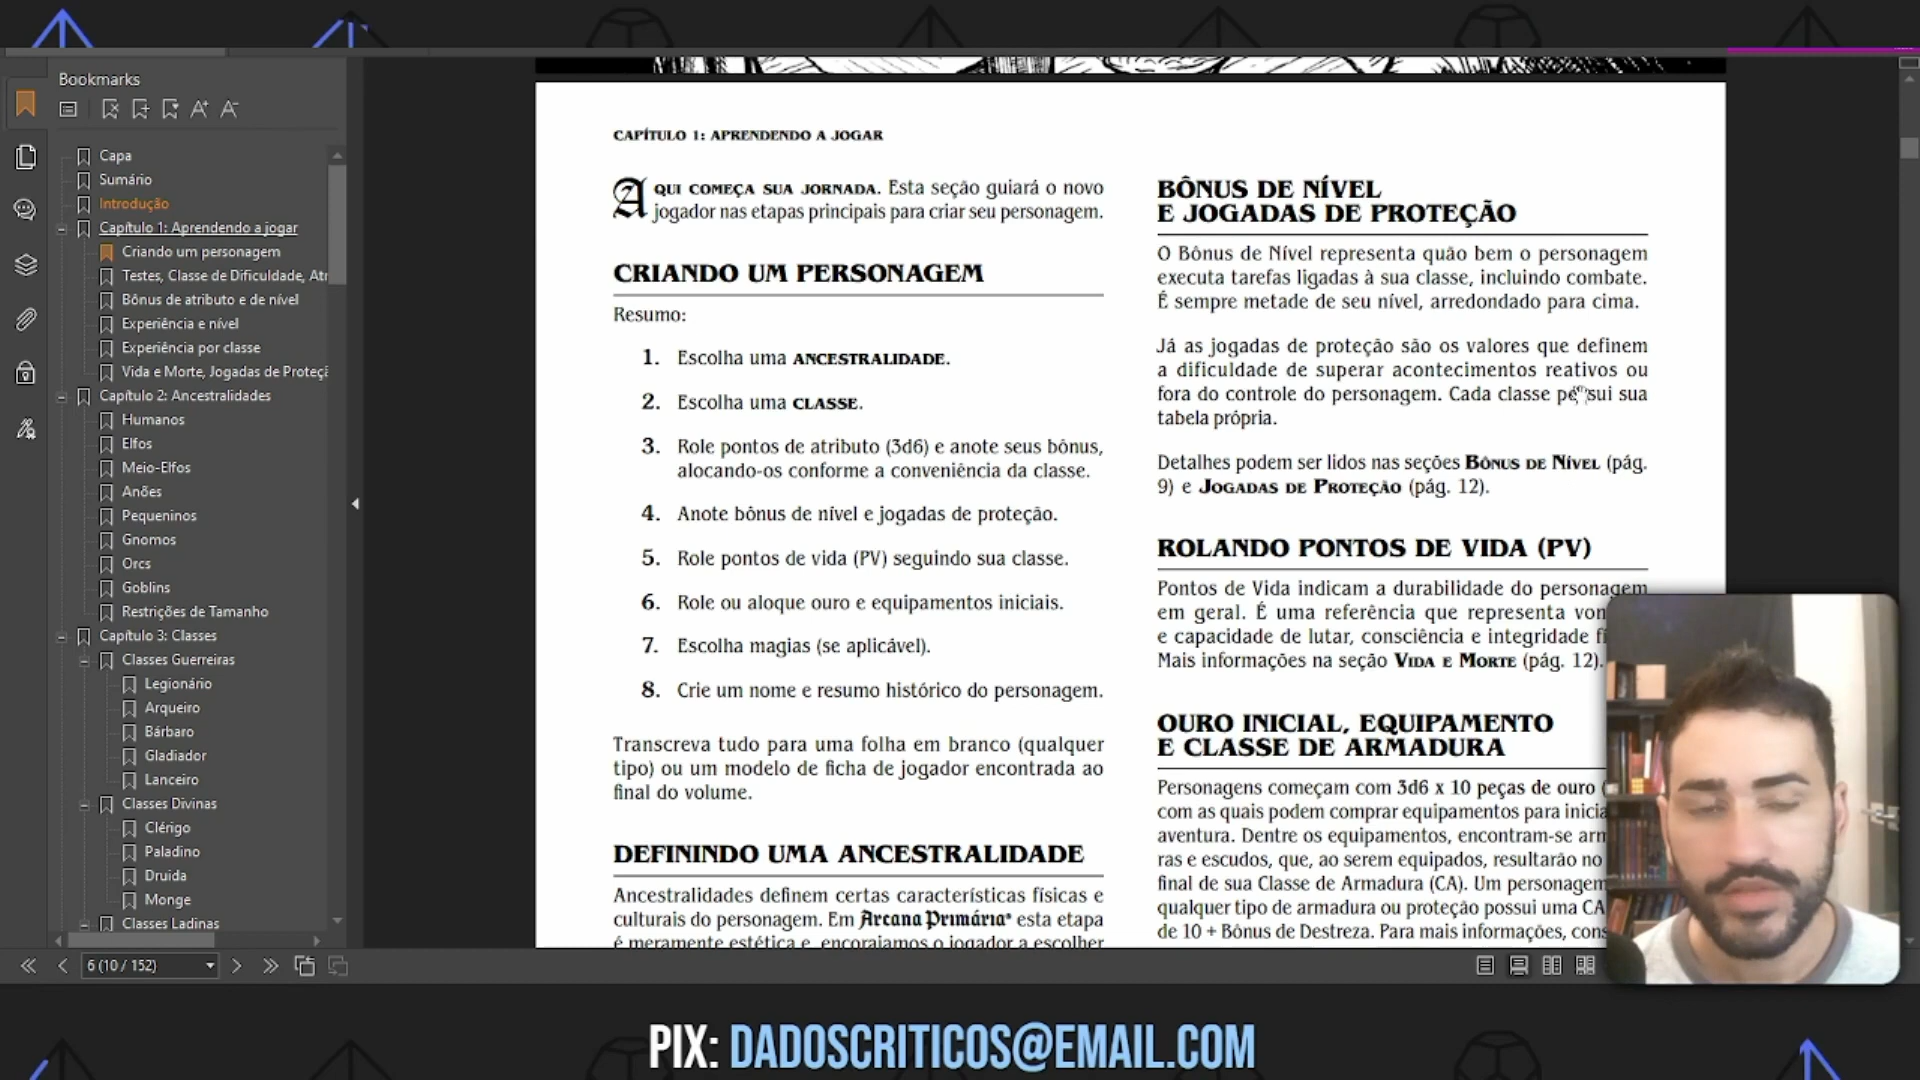 Bookmarks
Capa
Sumário
Introdução
Capítulo 1: Aprendendo a jogar
Criando um personagem
Testes, Classe de Dificuldade, Atr
Bônus de atributo e de nível
Experiência e nível
Experiência por classe
Vida e Morte, Jogadas de Proteçã
Capítulo 2: Ancestralidades
Humanos
Elfos
Meio-Elfos
Anões
Pequeninos
Gnomos
Orcs
Goblins
Restrições de Tamanho
Capítulo 3: Classes
Classes Guerreiras
Legionário
Arqueiro
Bárbaro
Gladiador
Lanceiro
Classes Divinas
Clérigo
Paladino
Druida
Monge
Classes Ladinas
6 (10 / 152)
CAPÍTULO 1: APRENDENDO A JOGAR
AQUI COMEÇA SUA JORNADA. Esta seção guiará o novo
jogador nas etapas principais para criar seu personagem.
CRIANDO UM PERSONAGEM
Resumo:
1. Escolha uma ANCESTRALIDADE.
2. Escolha uma CLASSE.
3. Role pontos de atributo (3d6) e anote seus bônus,
alocando-os conforme a conveniência da classe.
4. Anote bônus de nível e jogadas de proteção.
5. Role pontos de vida (PV) seguindo sua classe.
6. Role ou aloque ouro e equipamentos iniciais.
7. Escolha magias (se aplicável).
8. Crie um nome e resumo histórico do personagem.
Transcreva tudo para uma folha em branco (qualquer
tipo) ou um modelo de ficha de jogador encontrada ao
final do volume.
DEFININDO UMA ANCESTRALIDADE
Ancestralidades definem certas características físicas e
culturais do personagem. Em Arcana Primária® esta etapa
é meramente estética e, encorajamos o jogador a escolher
BÔNUS DE NÍVEL
E JOGADAS DE PROTEÇÃO
O Bônus de Nível representa quão bem o personagem
executa tarefas ligadas à sua classe, incluindo combate.
É sempre metade de seu nível, arredondado para cima.
Já as jogadas de proteção são os valores que definem
a dificuldade de superar acontecimentos reativos ou
fora do controle do personagem. Cada classe possui sua
tabela própria.
Detalhes podem ser lidos nas seções BÔNUS DE NÍVEL (pág.
9) e JOGADAS DE PROTEÇÃO (pág. 12).
ROLANDO PONTOS DE VIDA (PV)
Pontos de Vida indicam a durabilidade do personagem
em geral. É uma referência que representa von
e capacidade de lutar, consciência e integridade fí
Mais informações na seção VIDA E MORTE (pág. 12).
OURO INICIAL, EQUIPAMENTO
E CLASSE DE ARMADURA
Personagens começam com 3d6 x 10 peças de ouro (
com as quais podem comprar equipamentos para inicia
aventura. Dentre os equipamentos, encontram-se arm
ras e escudos, que, ao serem equipados, resultarão no
final de sua Classe de Armadura (CA). Um personagem
qualquer tipo de armadura ou proteção possui uma CA
de 10 + Bônus de Destreza. Para mais informações, cons
PIX: DADOSCRITICOS@EMAIL.COM